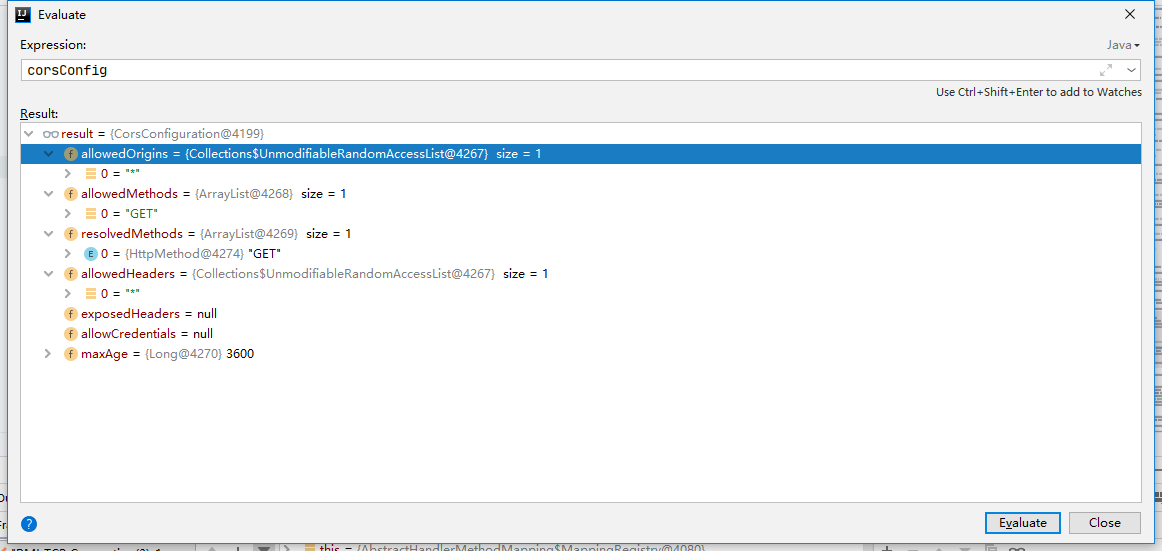 Evaluate
Expression:
Java
corsConfig
Use Ctrl+Shift+Enter to add to Watches
Result:
result = {CorsConfiguration@4199}
allowedOrigins = {Collections$UnmodifiableRandomAccessList@4267} size = 1
0 = "*"
allowedMethods = {ArrayList@4268} size = 1
0 = "GET"
resolvedMethods = {ArrayList@4269} size = 1
0 = {HttpMethod@4274} "GET"
allowedHeaders = {Collections$UnmodifiableRandomAccessList@4267} size = 1
0 = "*"
exposedHeaders = null
allowCredentials = null
maxAge = {Long@4270} 3600
Evaluate
Close
this = {AbstractHandlerMethodMapping$MappingRegistry@4080}